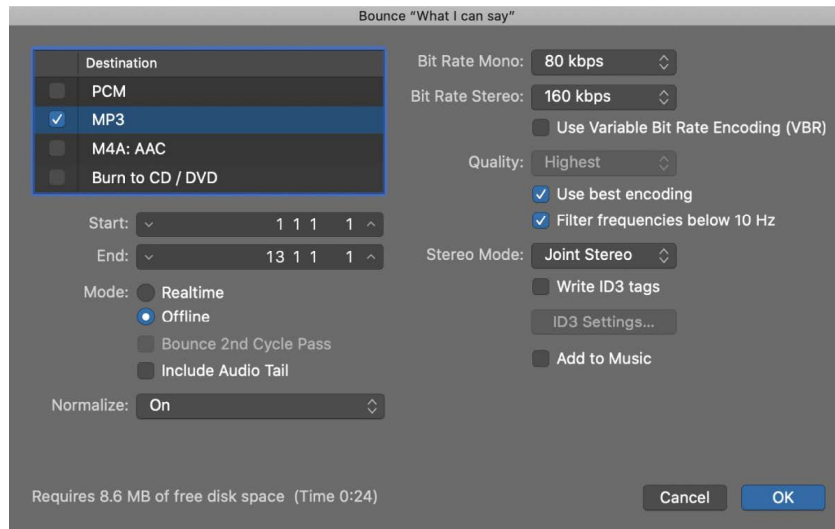 Bounce “What I can say”
Destination
PCM
MP3
M4A: AAC
Burn to CD / DVD
Start: 1 1 1 1
End: 13 1 1 1
Mode: Realtime
Offline
Bounce 2nd Cycle Pass
Include Audio Tail
Normalize: On
Bit Rate Mono: 80 kbps
Bit Rate Stereo: 160 kbps
Use Variable Bit Rate Encoding (VBR)
Quality: Highest
Use best encoding
Filter frequencies below 10 Hz
Stereo Mode: Joint Stereo
Write ID3 tags
ID3 Settings...
Add to Music
Requires 8.6 MB of free disk space (Time 0:24)
Cancel OK